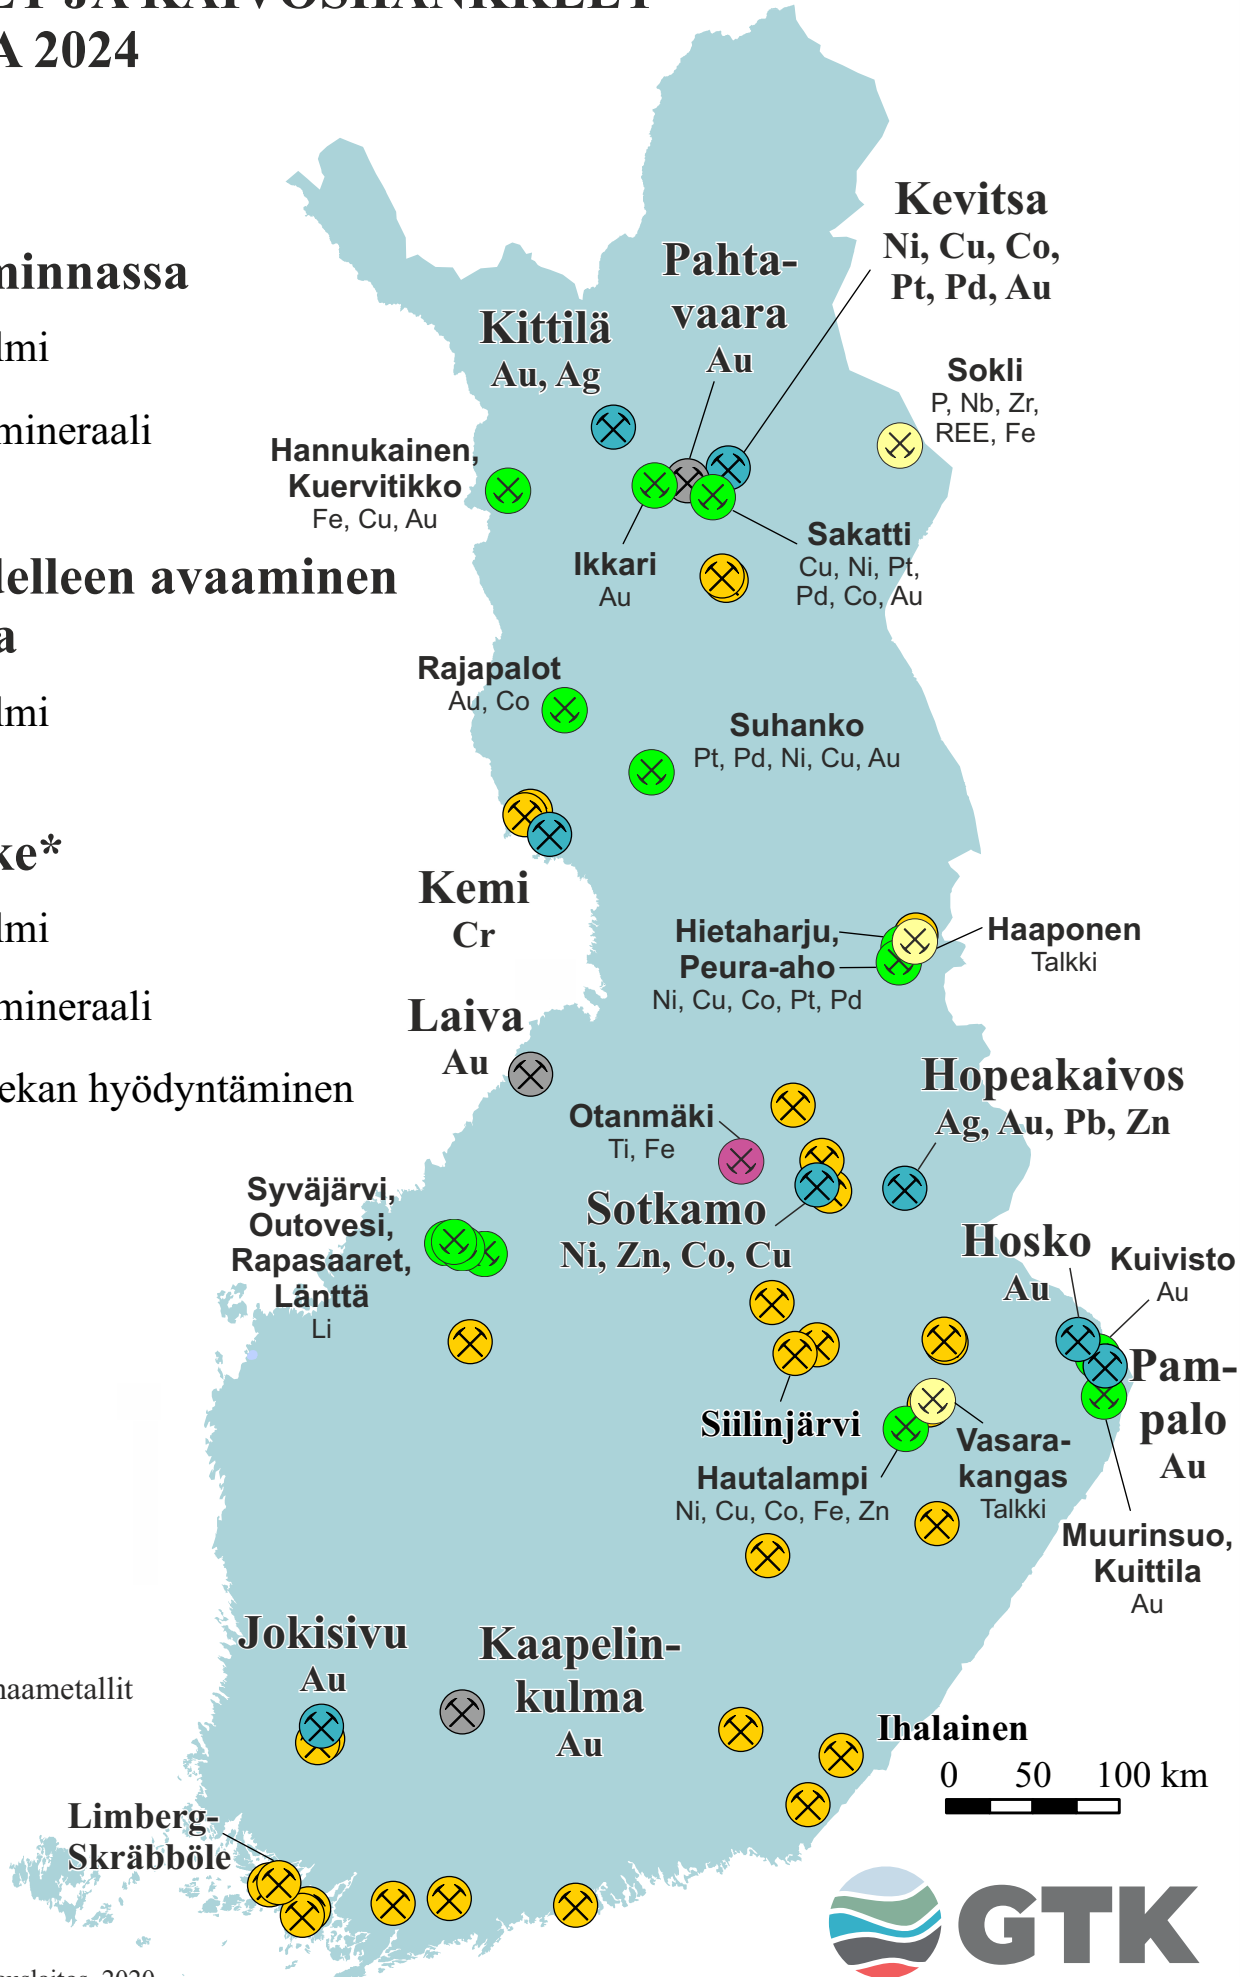 A 2024
minnassa
lmi
mineraali
delleen avaaminen
a
lmi
ke*
lmi
mineraali
ekan hyödyntäminen
Kevitsa
Ni, Cu, Co,
Pt, Pd, Au
Pahta-
vaara
Au
Kittilä
Au, Ag
Sokli
P, Nb, Zr,
REE, Fe
Hannukainen,
Kuervitikko
Fe, Cu, Au
Ikkari
Au
Sakatti
Cu, Ni, Pt,
Pd, Co, Au
Rajapalot
Au, Co
Suhanko
Pt, Pd, Ni, Cu, Au
Kemi
Cr
Hietaharju,
Peura-aho
Ni, Cu, Co, Pt, Pd
Haaponen
Talkki
Laiva
Au
Otanmäki
Ti, Fe
Hopeakaivos
Ag, Au, Pb, Zn
Syväjärvi,
Outovesi,
Rapasaaret,
Länttä
Li
Sotkamo
Ni, Zn, Co, Cu
Hosko
Au
Kuivisto
Au
Pam-
palo
Au
Siilinjärvi
Hautalampi
Ni, Cu, Co, Fe, Zn
Vasara-
kangas
Talkki
Muurinsuo,
Kuittila
Au
Jokisivu
Au
Kaapelin-
kulma
Au
naametallit
Ihalainen
0 50 100 km
Limberg-
Skräbböle
GTK